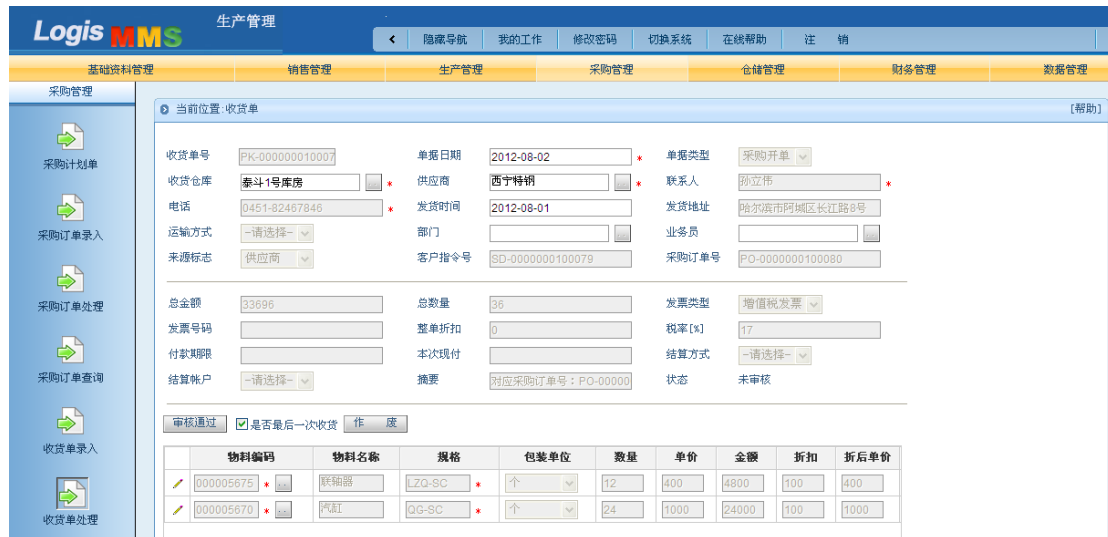 Logis MMS 生产管理
隐藏导航 我的工作 修改密码 切换系统 在线帮助 注 销
基础资料管理 销售管理 生产管理 采购管理 仓储管理 财务管理 数据管理
采购管理
当前位置:收货单 [帮助]
采购计划单
采购订单录入
采购订单处理
采购订单查询
收货单录入
收货单处理
收货单号 PK-000000010007 单据日期 2012-08-02 * 单据类型 采购开单
收货仓库 泰斗1号库房 * 供应商 西宁特钢 * 联系人 孙立伟 *
电话 0451-82467846 * 发货时间 2012-08-01 发货地址 哈尔滨市阿城区长江路8号
运输方式 -请选择- 部门 业务员
来源标志 供应商 客户指令号 SD-0000000100079 采购订单号 PO-0000000100080
总金额 33696 总数量 36 发票类型 增值税发票
发票号码 整单折扣 0 税率[%] 17
付款期限 本次现付 结算方式 -请选择-
结算帐户 -请选择- 摘要 对应采购订单号：PO-00000 状态 未审核
审核通过 是否最后一次收货 作 废
物料编码 物料名称 规格 包装单位 数量 单价 金额 折扣 折后单价
000005675 * .. 联轴器 LZQ-SC * 个 12 400 4800 100 400
000005670 * .. 汽缸 QG-SC * 个 24 1000 24000 100 1000